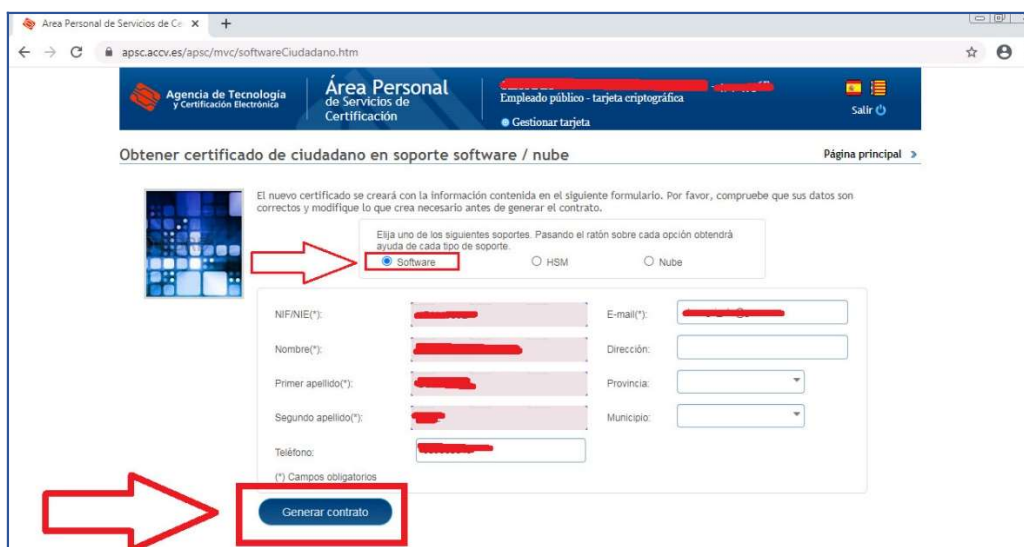 Area Personal de Servicios de Ce
apsc.accv.es/apsc/mvc/softwareCiudadano.htm
Agencia de Tecnología
y Certificación Electrónica
Área Personal
de Servicios de
Certificación
Empleado público - tarjeta criptográfica
Gestionar tarjeta
Salir
Obtener certificado de ciudadano en soporte software / nube
Página principal
El nuevo certificado se creará con la información contenida en el siguiente formulario. Por favor, compruebe que sus datos son
correctos y modifique lo que crea necesario antes de generar el contrato.
Elija uno de los siguientes soportes. Pasando el ratón sobre cada opción obtendrá
ayuda de cada tipo de soporte.
Software HSM Nube
NIF/NIE(*): E-mail(*):
Nombre(*): Dirección:
Primer apellido(*): Provincia:
Segundo apellido(*): Municipio:
Teléfono:
(*) Campos obligatorios
Generar contrato